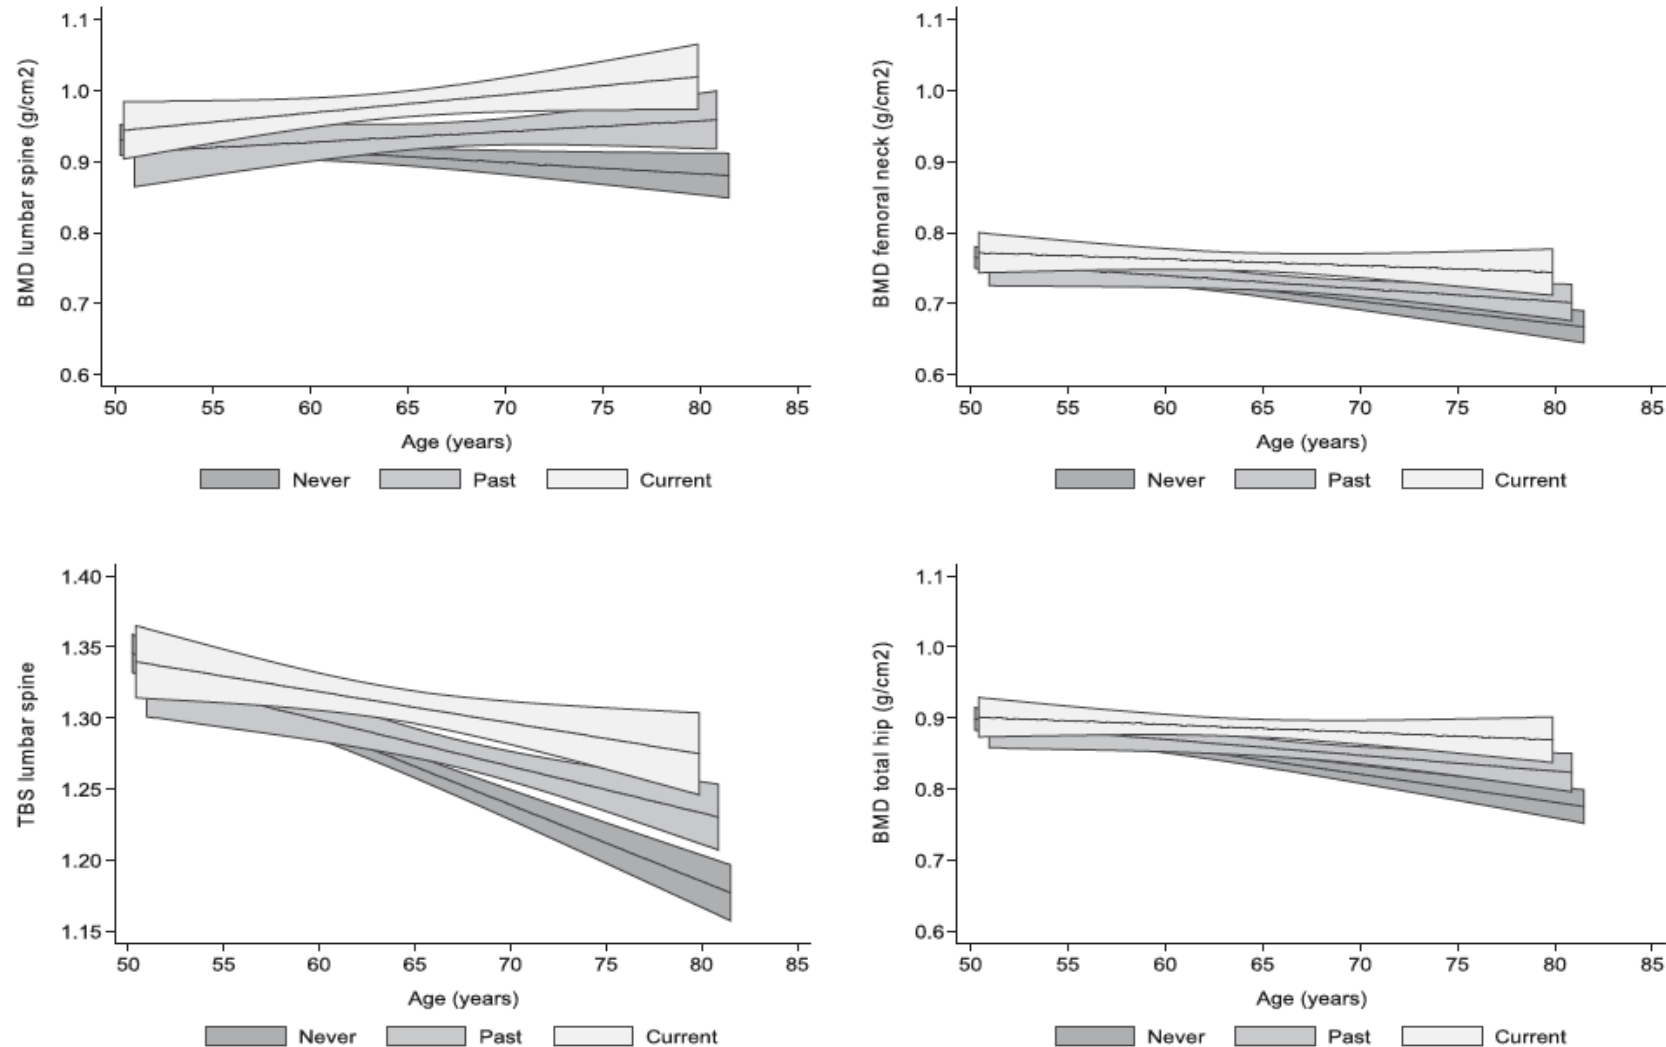 1.1
1.0
0.9
0.8
0.7
0.6
BMD lumbar spine (g/cm2)
50 55 60 65 70 75 80 85
Age (years)
Never Past Current
1.1
1.0
0.9
0.8
0.7
0.6
BMD femoral neck (g/cm2)
50 55 60 65 70 75 80 85
Age (years)
Never Past Current
1.40
1.35
1.30
1.25
1.20
1.15
TBS lumbar spine
50 55 60 65 70 75 80 85
Age (years)
Never Past Current
1.1
1.0
0.9
0.8
0.7
0.6
BMD total hip (g/cm2)
50 55 60 65 70 75 80 85
Age (years)
Never Past Current